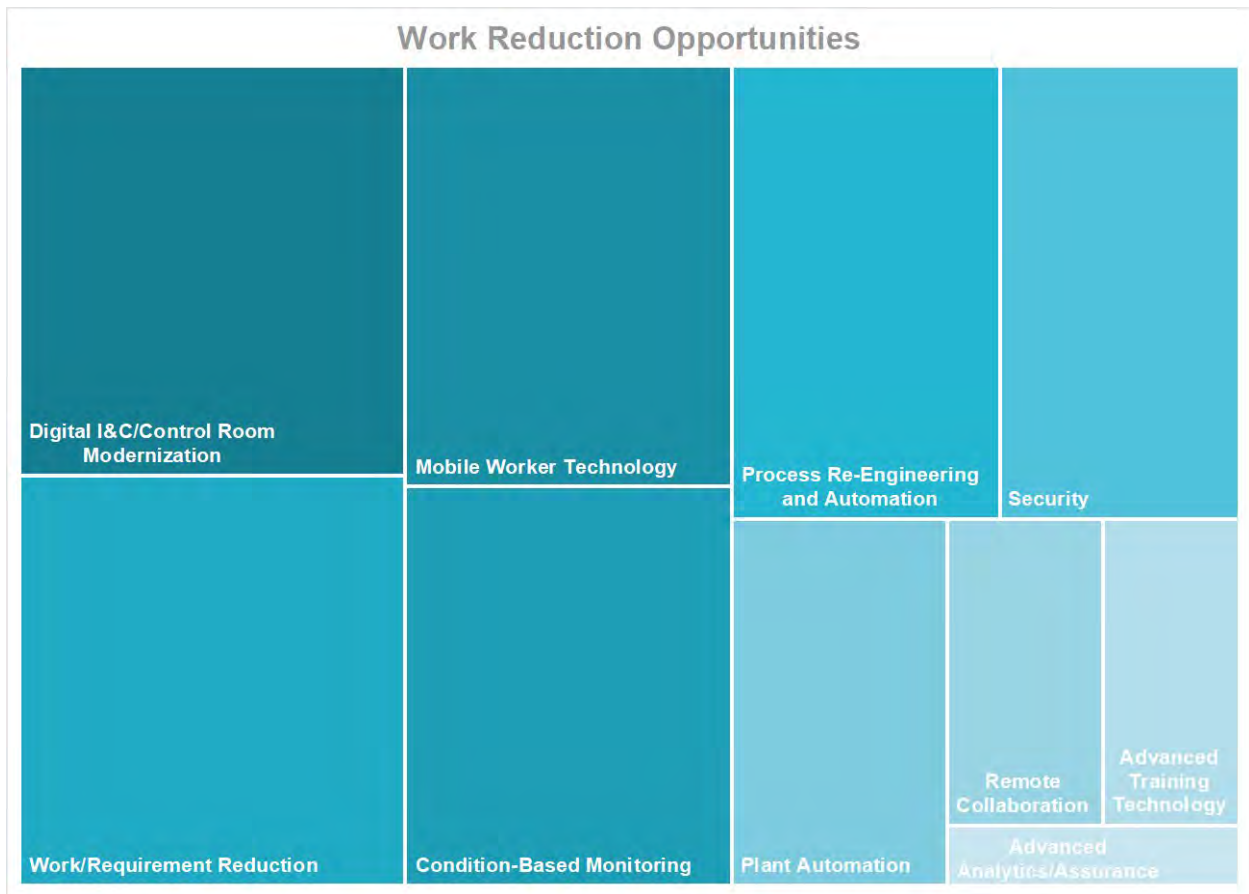 Work Reduction Opportunities
Digital I&C/Control Room
Modernization
Mobile Worker Technology
Process Re-Engineering
and Automation
Security
Work/Requirement Reduction
Condition-Based Monitoring
Plant Automation
Remote
Collaboration
Advanced
Training
Technology
Advanced
Analytics/Assurance